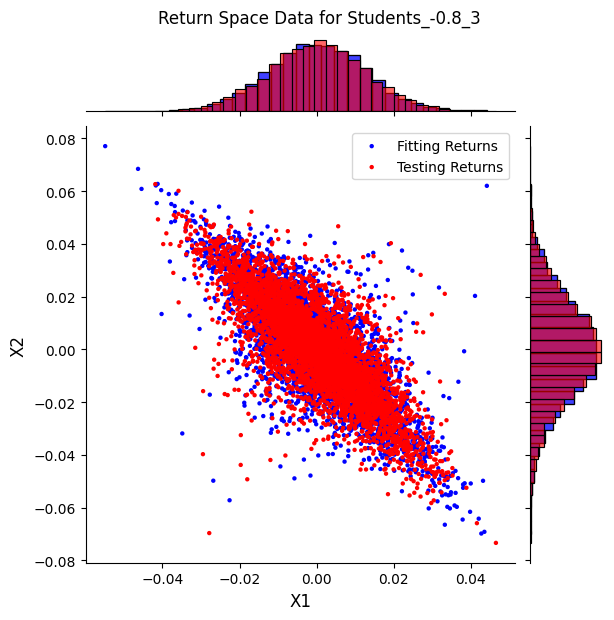 Return Space Data for Students_-0.8_3
Fitting Returns
Testing Returns
0.08
0.06
0.04
0.02
0.00
−0.02
−0.04
−0.06
−0.08
X2
−0.04
−0.02
0.00
0.02
0.04
X1